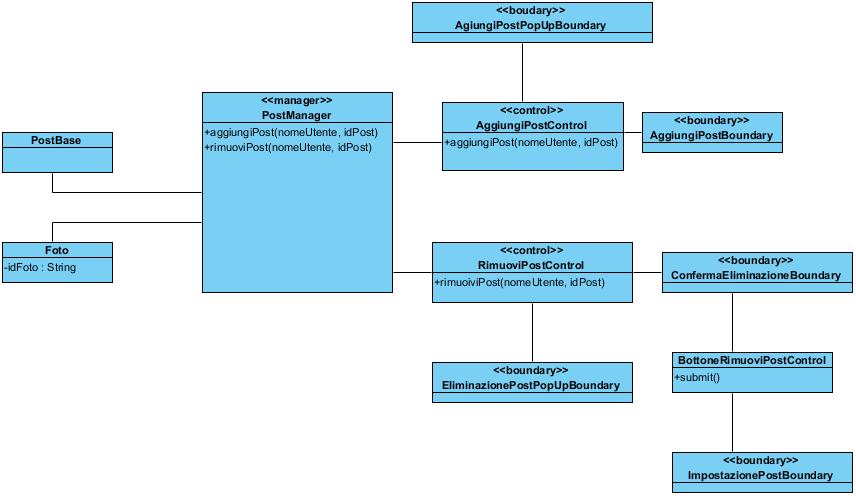 <<boudary>>
AgiungiPostPopUpBoundary
<<manager>>
PostManager
+aggiungiPost(nomeUtente, idPost)
+rimuoviPost(nomeUtente, idPost)
<<control>>
AggiungiPostControl
+aggiungiPost(nomeUtente, idPost)
<<boundary>>
AggiungiPostBoundary
PostBase
Foto
-idFoto : String
<<control>>
RimuoviPostControl
+rimuoiviPost(nomeUtente, idPost)
<<boundary>>
ConfermaEliminazioneBoundary
<<boundary>>
EliminazionePostPopUpBoundary
BottoneRimuoviPostControl
+submit()
<<boundary>>
ImpostazionePostBoundary